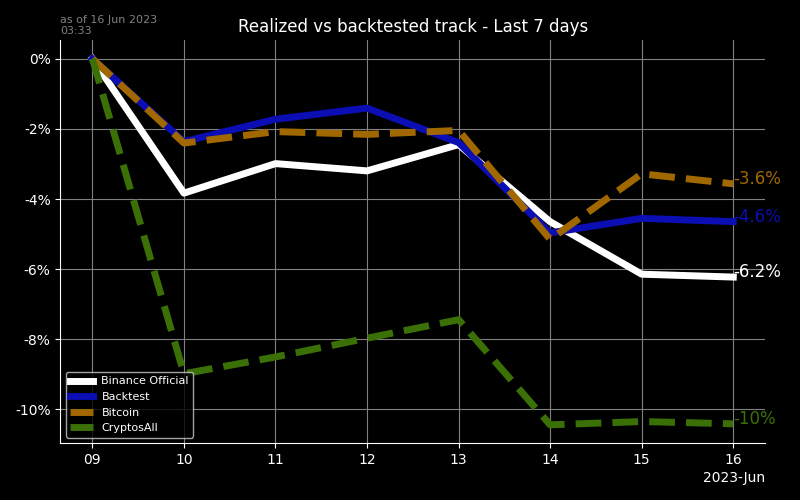 as of 16 Jun 2023
03:33
Realized vs backtested track - Last 7 days
0%
-2%
-4%
-6%
-8%
-10%
-3.6%
-4.6%
-6.2%
-10%
Binance Official
Backtest
Bitcoin
CryptosAll
09 10 11 12 13 14 15 16
2023-Jun